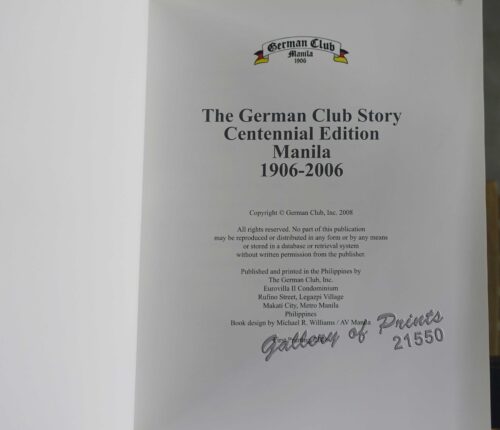 German Club
Manila
1906
The German Club Story
Centennial Edition
Manila
1906-2006
Copyright © German Club, Inc. 2008
All rights reserved. No part of this publication
may be reproduced or distributed in any form or by any means
or stored in a database or retrieval system
without written permission from the publisher.
Published and printed in the Philippines by
The German Club, Inc.
Eurovilla II Condominium
Rufino Street, Legazpi Village
Makati City, Metro Manila
Philippines
Book design by Michael R. Williams / AV Manila
Gallery of Prints
21550